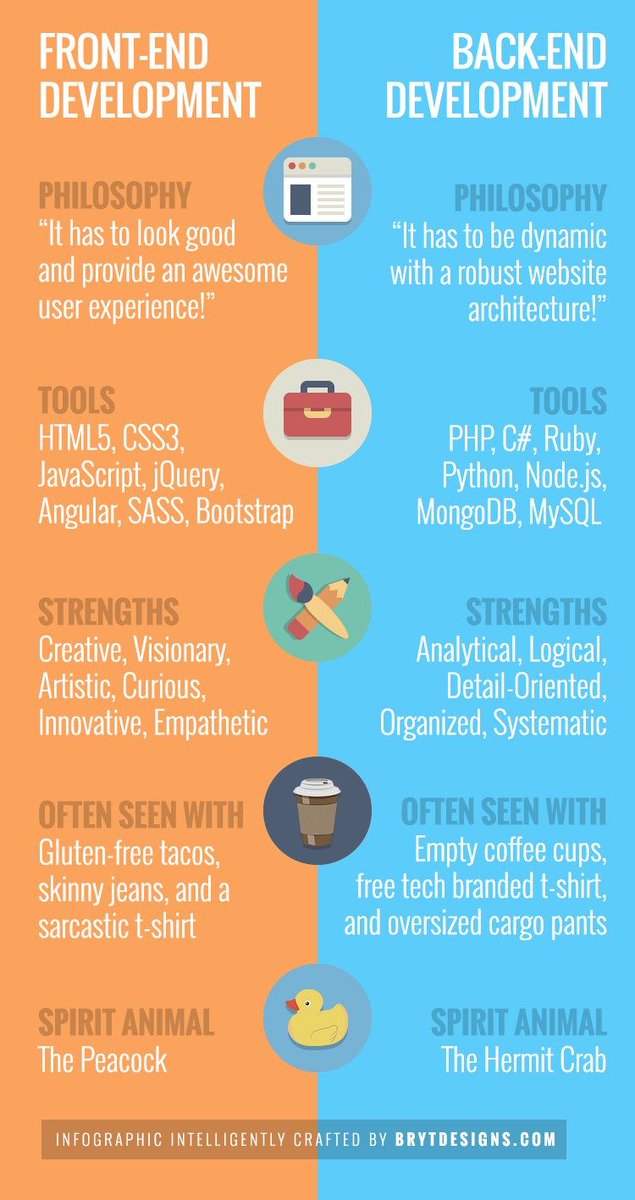 FRONT-END
DEVELOPMENT
PHILOSOPHY
“It has to look good
and provide an awesome
user experience!”
TOOLS
HTML5, CSS3,
JavaScript, jQuery,
Angular, SASS, Bootstrap
STRENGTHS
Creative, Visionary,
Artistic, Curious,
Innovative, Empathetic
OFTEN SEEN WITH
Gluten-free tacos,
skinny jeans, and a
sarcastic t-shirt
SPIRIT ANIMAL
The Peacock
BACK-END
DEVELOPMENT
PHILOSOPHY
“It has to be dynamic
with a robust website
architecture!”
TOOLS
PHP, C#, Ruby,
Python, Node.js,
MongoDB, MySQL
STRENGTHS
Analytical, Logical,
Detail-Oriented,
Organized, Systematic
OFTEN SEEN WITH
Empty coffee cups,
free tech branded t-shirt,
and oversized cargo pants
SPIRIT ANIMAL
The Hermit Crab
INFOGRAPHIC INTELLIGENTLY CRAFTED BY BRYTDESIGNS.COM